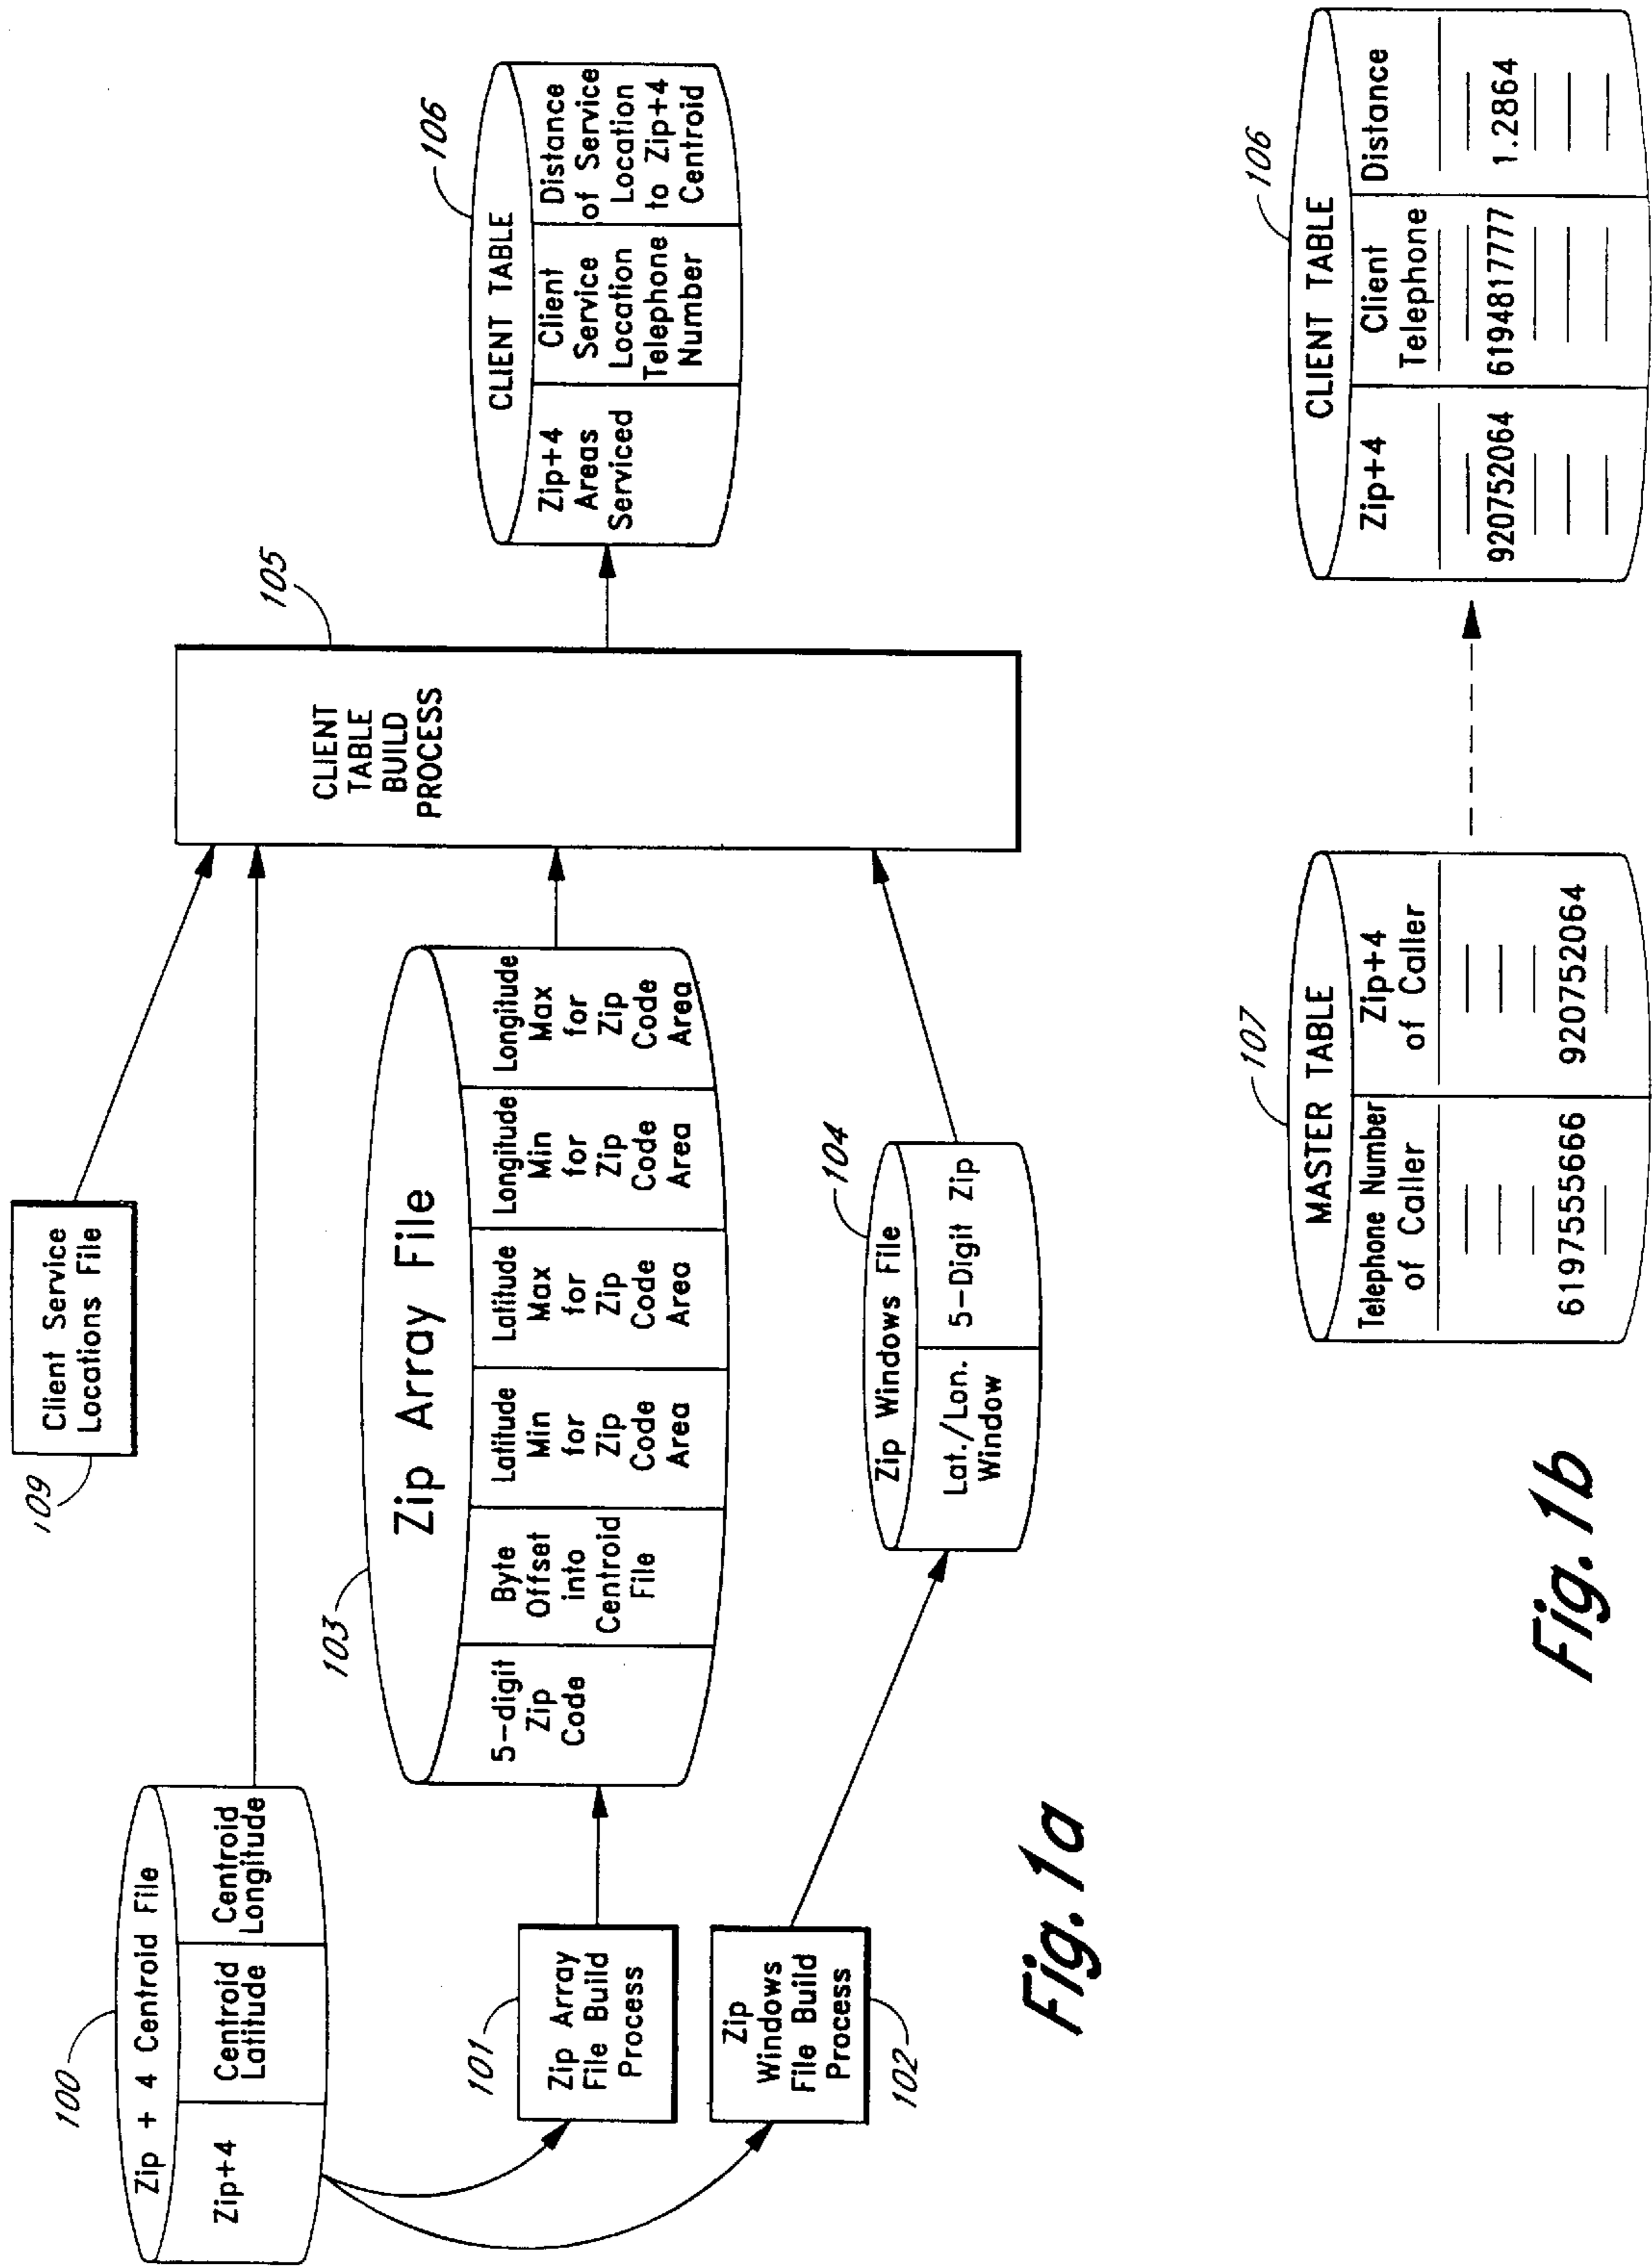 109
Client Service
Locations File
100
Zip + 4 Centroid File
Zip+4
Centroid
Latitude
Centroid
Longitude
101
Zip Array
File Build
Process
Zip
Windows
File Build
Process
102
103
Zip Array File
5-digit
Zip
Code
Byte
Offset
into
Centroid
File
Latitude
Min
for
Zip
Code
Area
Latitude
Max
for
Zip
Code
Area
Longitude
Min
for
Zip
Code
Area
Longitude
Max
for
Zip
Code
Area
104
Zip Windows File
Lat./Lon.
Window
5-Digit Zip
105
CLIENT
TABLE
BUILD
PROCESS
106
CLIENT TABLE
Zip+4
Areas
Serviced
Client
Service
Location
Telephone
Number
Distance
of Service
Location
to Zip+4
Centroid
Fig. 1a
107
MASTER TABLE
Telephone Number
of Caller
Zip+4
of Caller
6197555666
920752064
106
CLIENT TABLE
Zip+4
Client
Telephone
Distance
920752064
6194817777
1.2864
Fig. 1b